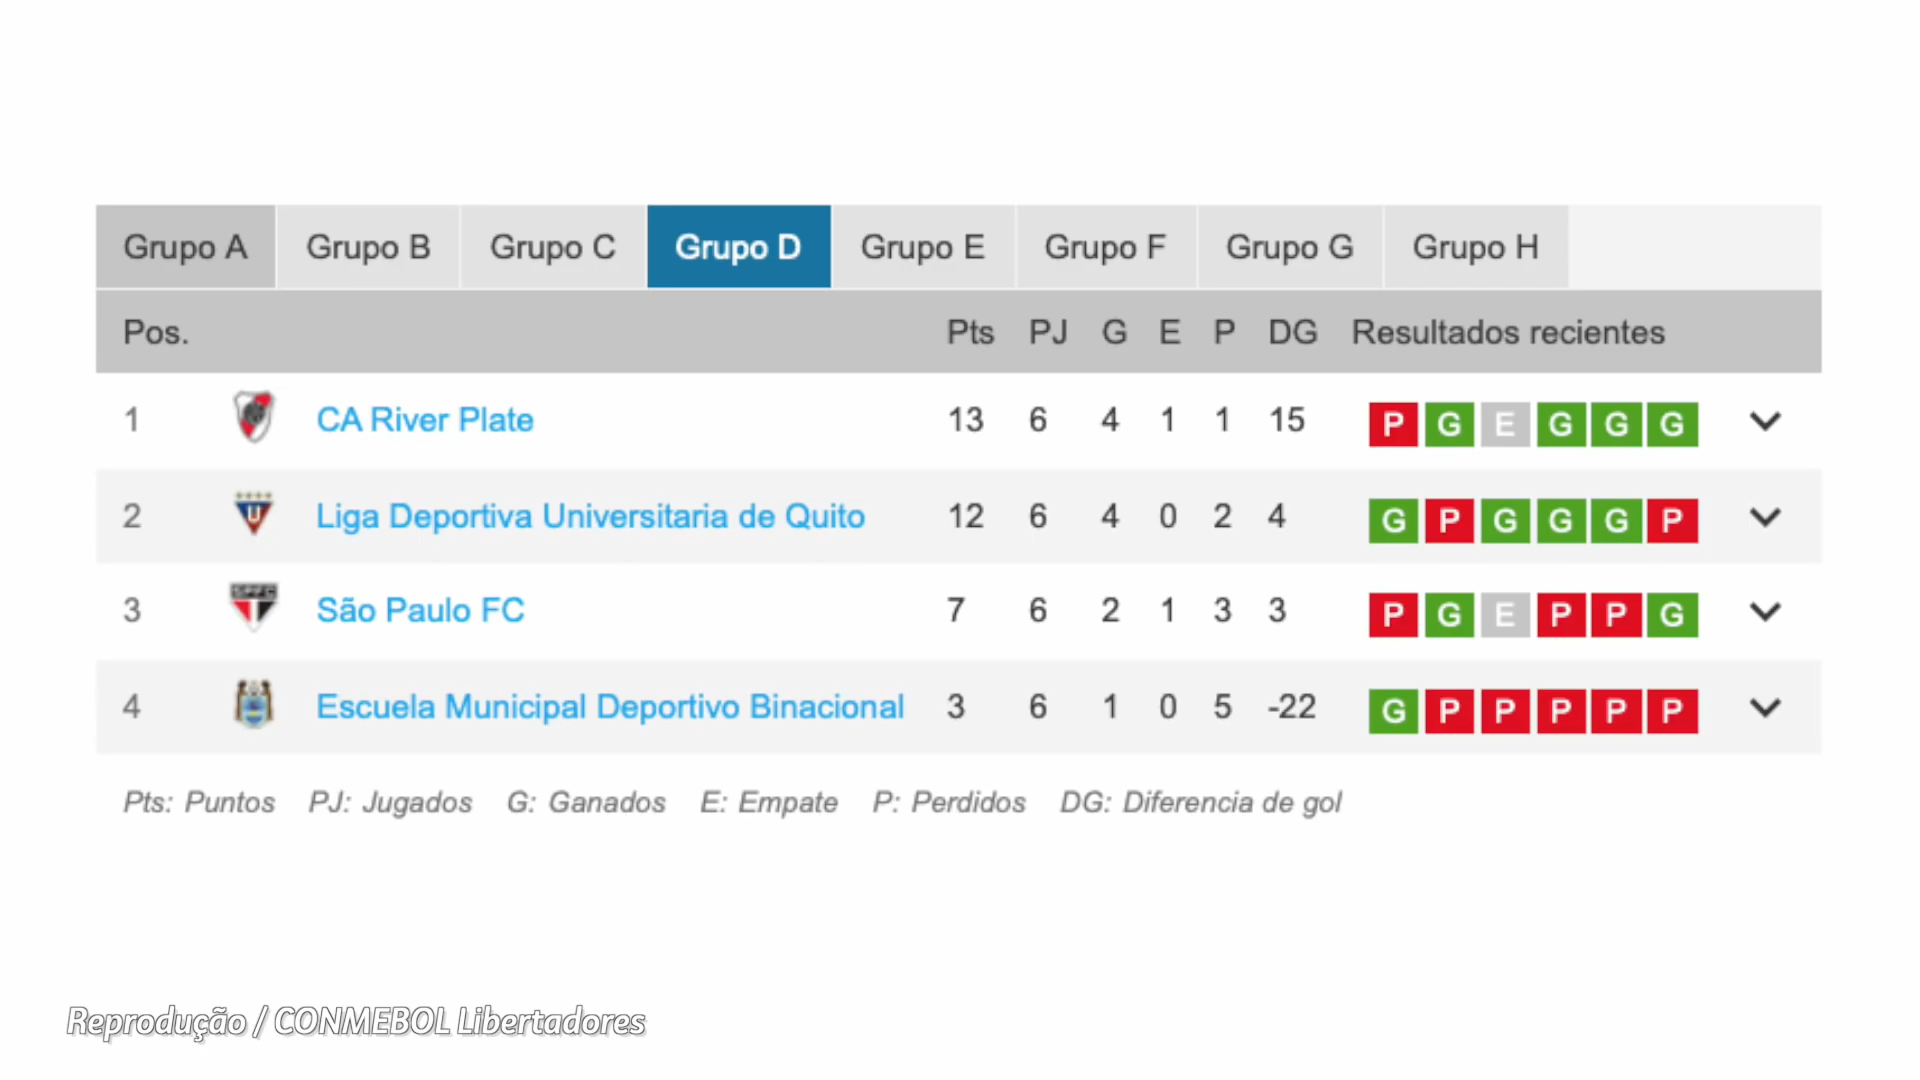 Grupo A Grupo B Grupo C Grupo D Grupo E Grupo F Grupo G Grupo H
Pos. Pts PJ G E P DG Resultados recientes
1 CA River Plate 13 6 4 1 1 15 P G E G G G
2 U Liga Deportiva Universitaria de Quito 12 6 4 0 2 4 G P G G G P
3 SPFC São Paulo FC 7 6 2 1 3 3 P G E P P G
4 Escuela Municipal Deportivo Binacional 3 6 1 0 5 -22 G P P P P P
Pts: Puntos PJ: Jugados G: Ganados E: Empate P: Perdidos DG: Diferencia de gol
Reprodução / CONMEBOL Libertadores